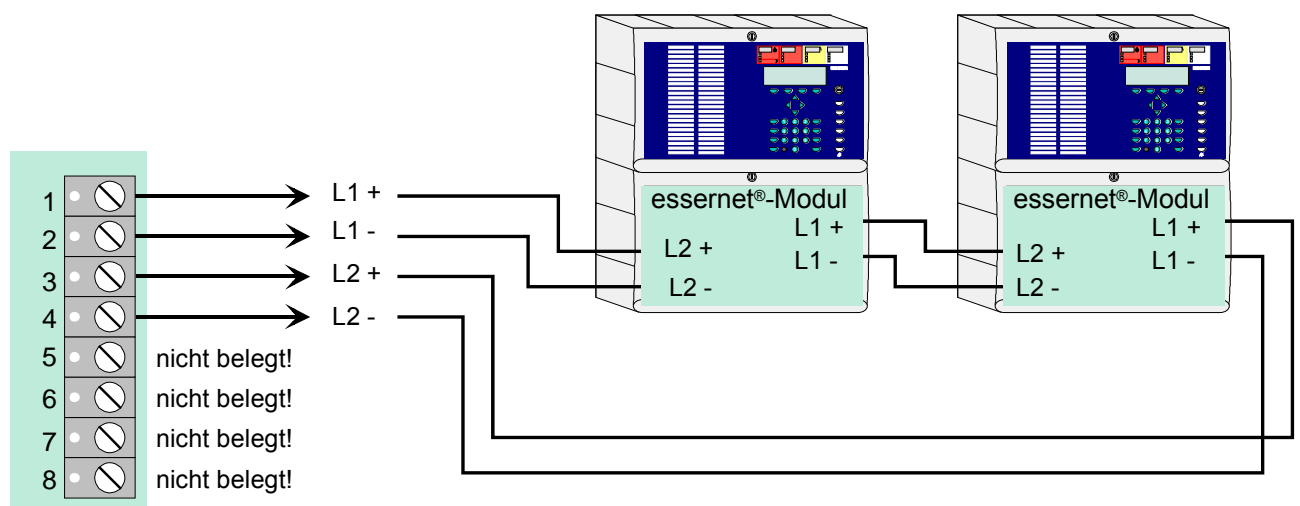 1 L1 +
2 L1 -
3 L2 +
4 L2 -
5 nicht belegt!
6 nicht belegt!
7 nicht belegt!
8 nicht belegt!
essernet®-Modul
L1 +
L2 +
L1 -
L2 -
essernet®-Modul
L1 +
L2 +
L1 -
L2 -